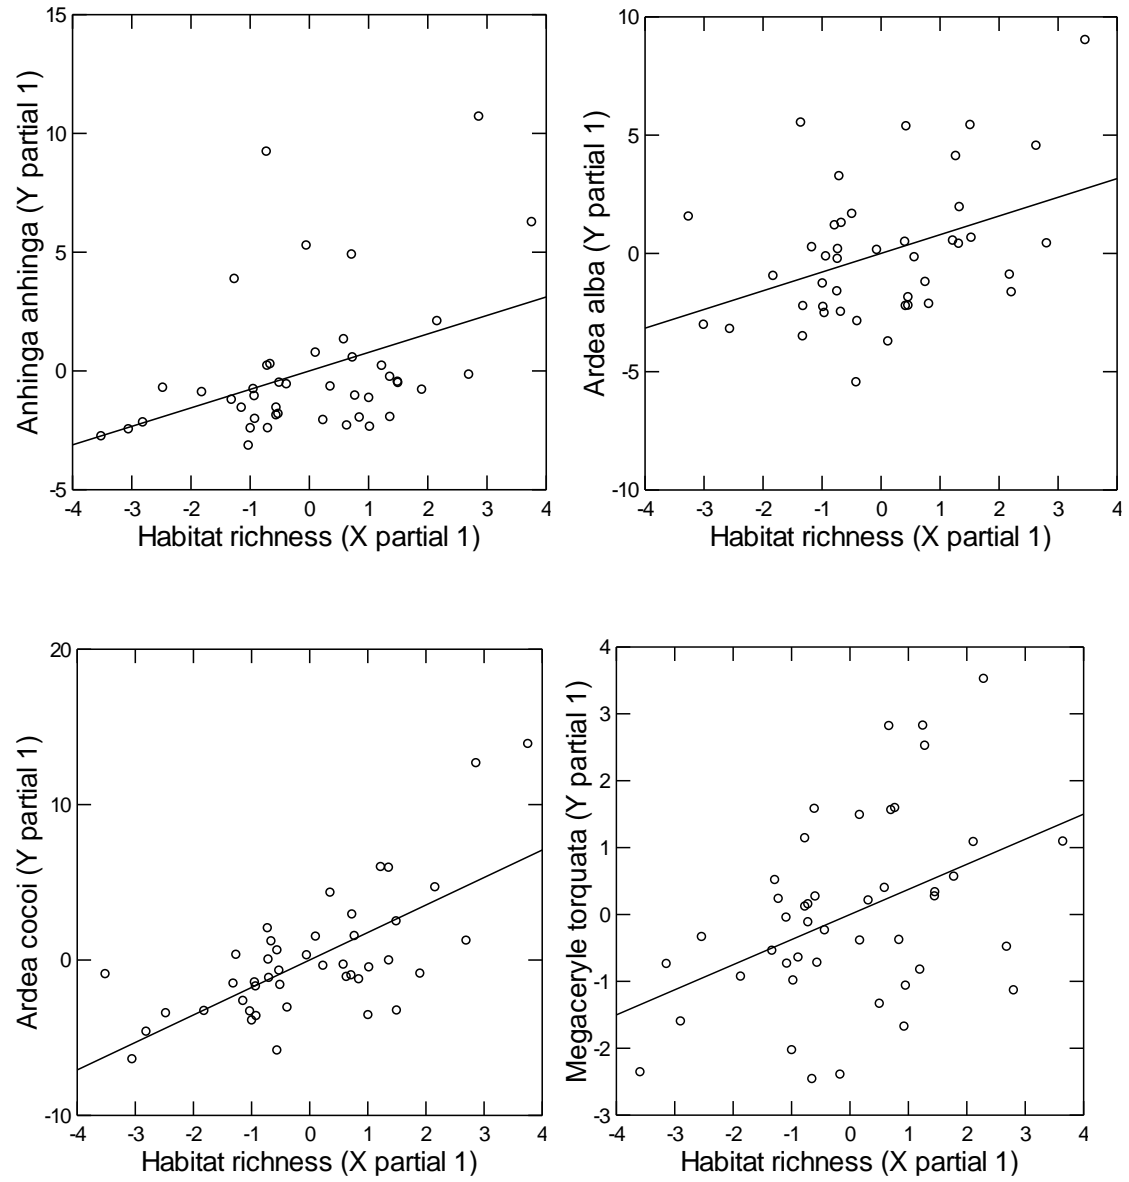 15
10
5
0
-5
-4 -3 -2 -1 0 1 2 3 4
Anhinga anhinga (Y partial 1)
Habitat richness (X partial 1)
10
5
0
-5
-10
-4 -3 -2 -1 0 1 2 3 4
Ardea alba (Y partial 1)
Habitat richness (X partial 1)
20
10
0
-10
-4 -3 -2 -1 0 1 2 3 4
Ardea cocoi (Y partial 1)
Habitat richness (X partial 1)
4
3
2
1
0
-1
-2
-3
-4 -3 -2 -1 0 1 2 3 4
Megaceryle torquata (Y partial 1)
Habitat richness (X partial 1)